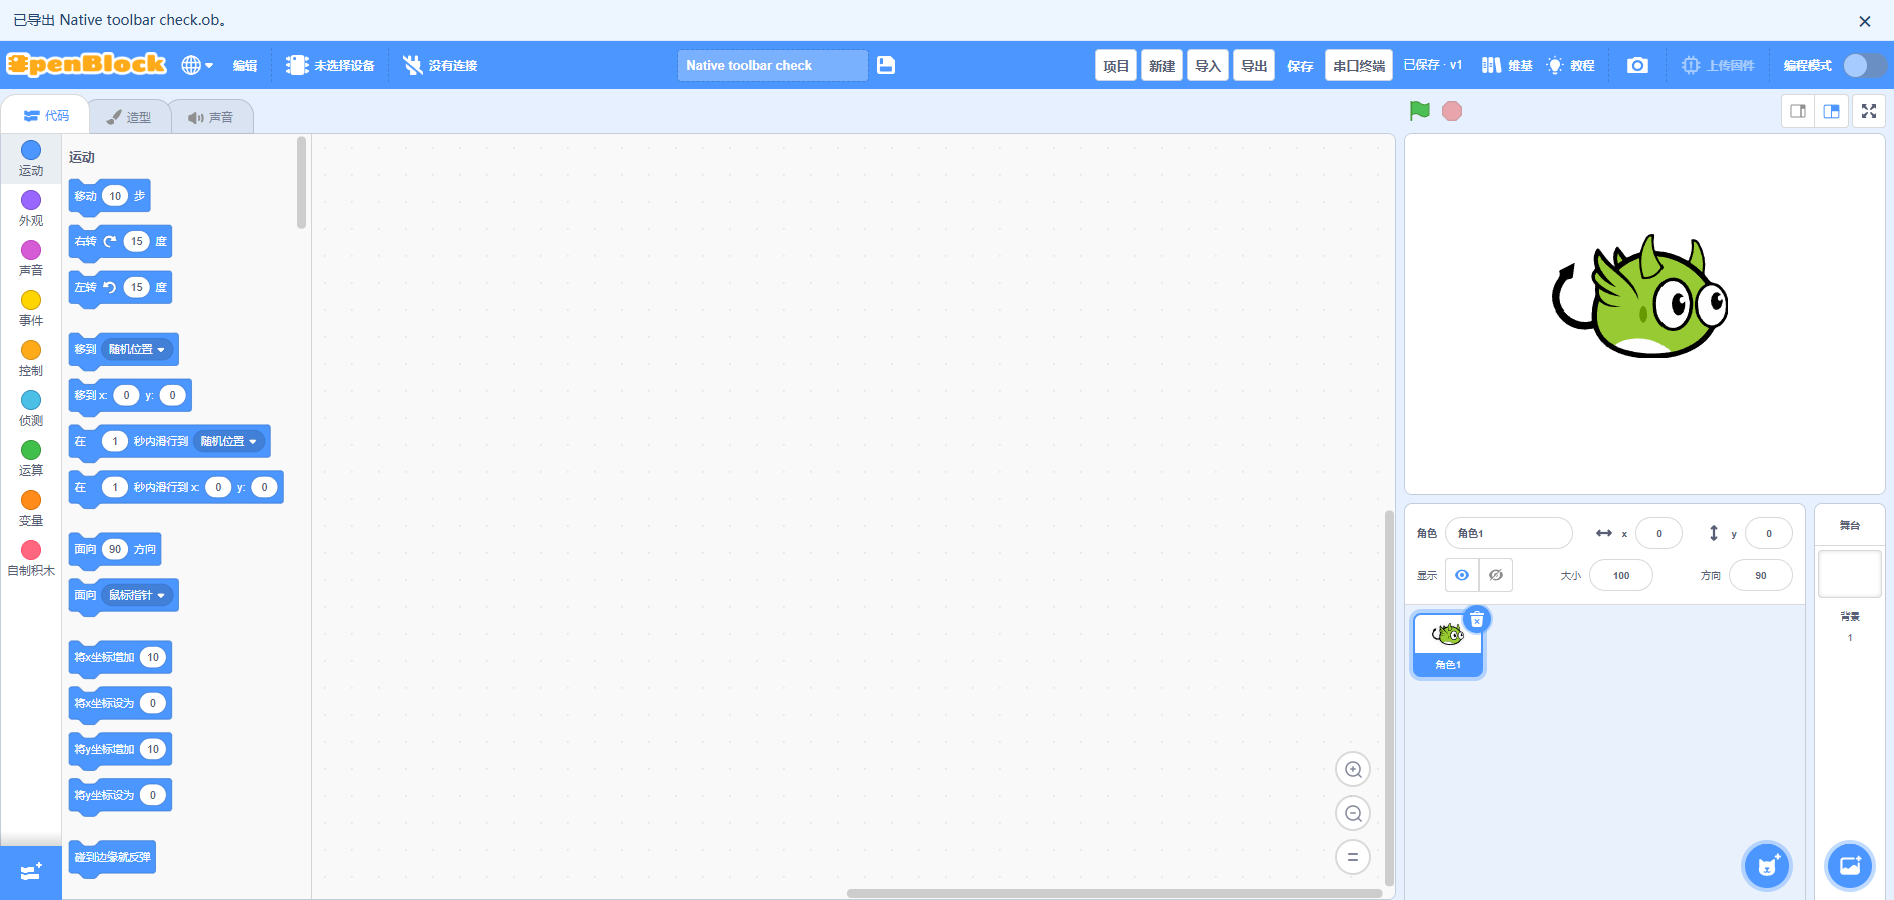 已导出 Native toolbar check.ob。
OpenBlock 编辑 未选择设备 没有连接 Native toolbar check 项目 新建 导入 导出 保存 串口终端 已保存 · v1 维基 教程 上传固件 编程模式
代码 造型 声音
运动
外观
声音
事件
控制
侦测
运算
变量
自制积木
运动
移动 10 步
右转 15 度
左转 15 度
移到 随机位置
移到 x: 0 y: 0
在 1 秒内滑行到 随机位置
在 1 秒内滑行到 x: 0 y: 0
面向 90 方向
面向 鼠标指针
将x坐标增加 10
将x坐标设为 0
将y坐标增加 10
将y坐标设为 0
碰到边缘就反弹
角色 角色1 x 0 y 0
显示 大小 100 方向 90
角色1
舞台
背景
1